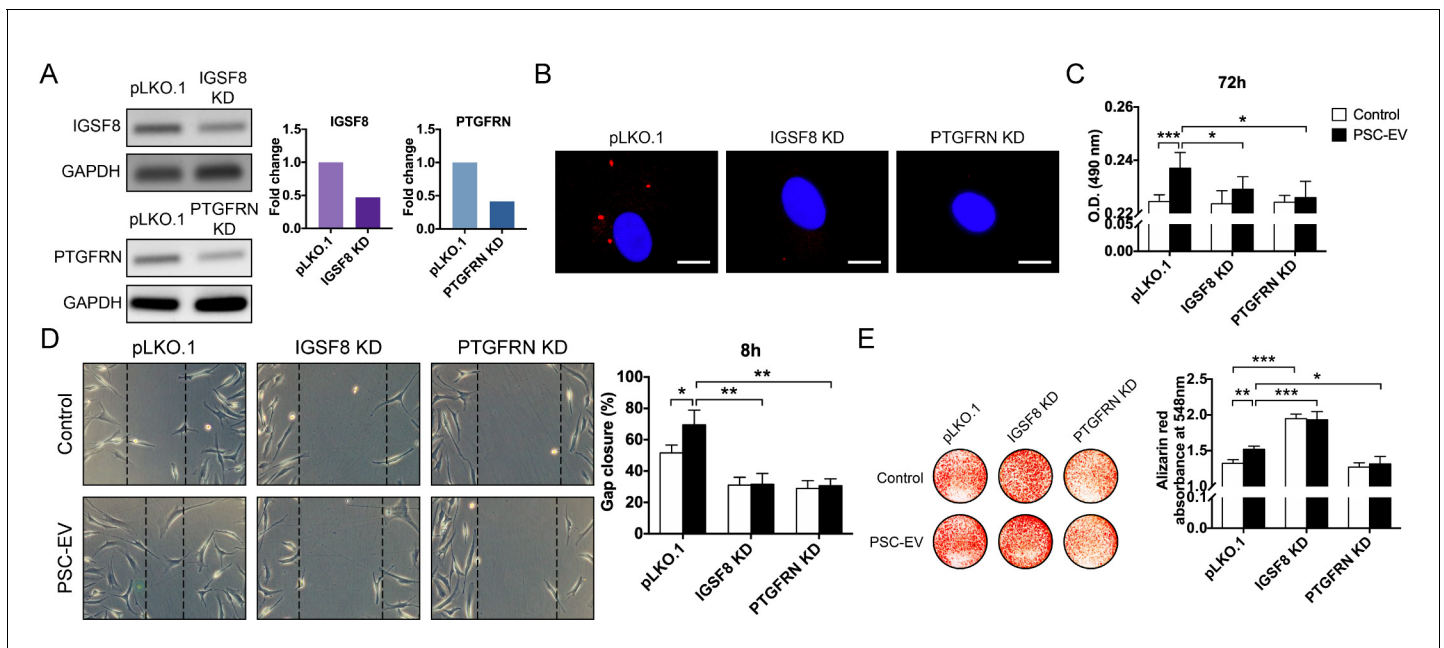 A
pLKO.1
IGSF8
KD
IGSF8
GAPDH
pLKO.1
PTGFRN
KD
PTGFRN
GAPDH
IGSF8
Fold change
1.5
1.0
0.5
0.0
pLKO.1
IGSF8 KD
PTGFRN
Fold change
1.5
1.0
0.5
0.0
pLKO.1
PTGFRN KD
B
pLKO.1
IGSF8 KD
PTGFRN KD
C
72h
Control
PSC-EV
O.D. (490 nm)
0.26
0.24
0.22
0.05
0.00
***
*
*
pLKO.1
IGSF8 KD
PTGFRN KD
D
pLKO.1
IGSF8 KD
PTGFRN KD
Control
PSC-EV
8h
Gap closure (%)
100
80
60
40
20
0
*
**
**
pLKO.1
IGSF8 KD
PTGFRN KD
E
pLKO.1
IGSF8 KD
PTGFRN KD
Control
PSC-EV
Alizarin red
absorbance at 548nm
2.5
2.0
1.5
1.0
0.1
0.0
***
**
***
*
pLKO.1
IGSF8 KD
PTGFRN KD